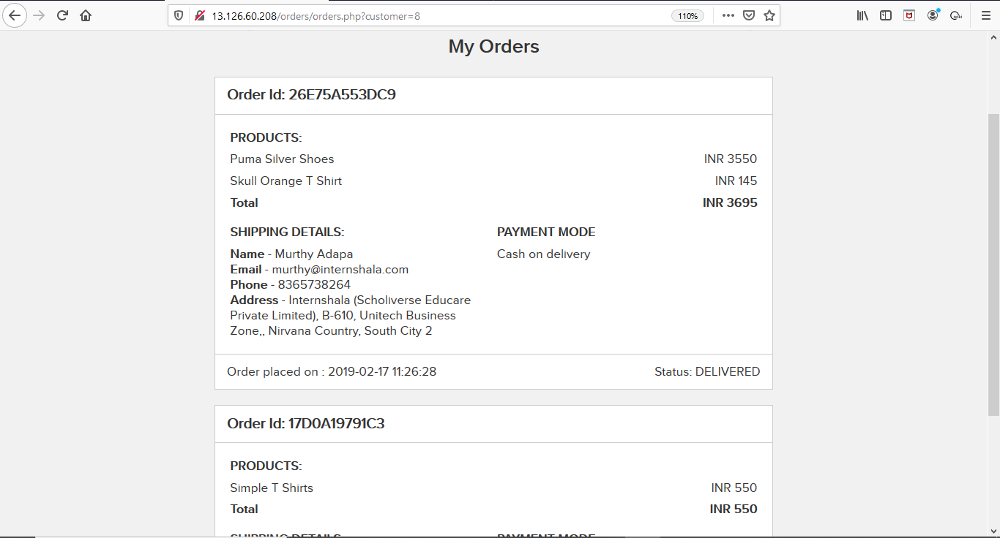 13.126.60.208/orders/orders.php?customer=8
110%
My Orders
Order Id: 26E75A553DC9
PRODUCTS:
Puma Silver Shoes INR 3550
Skull Orange T Shirt INR 145
Total INR 3695
SHIPPING DETAILS: PAYMENT MODE
Name - Murthy Adapa Cash on delivery
Email - murthy@internshala.com
Phone - 8365738264
Address - Internshala (Scholiverse Educare
Private Limited), B-610, Unitech Business
Zone,, Nirvana Country, South City 2
Order placed on : 2019-02-17 11:26:28 Status: DELIVERED
Order Id: 17D0A19791C3
PRODUCTS:
Simple T Shirts INR 550
Total INR 550
SHIPPING DETAILS: PAYMENT MODE